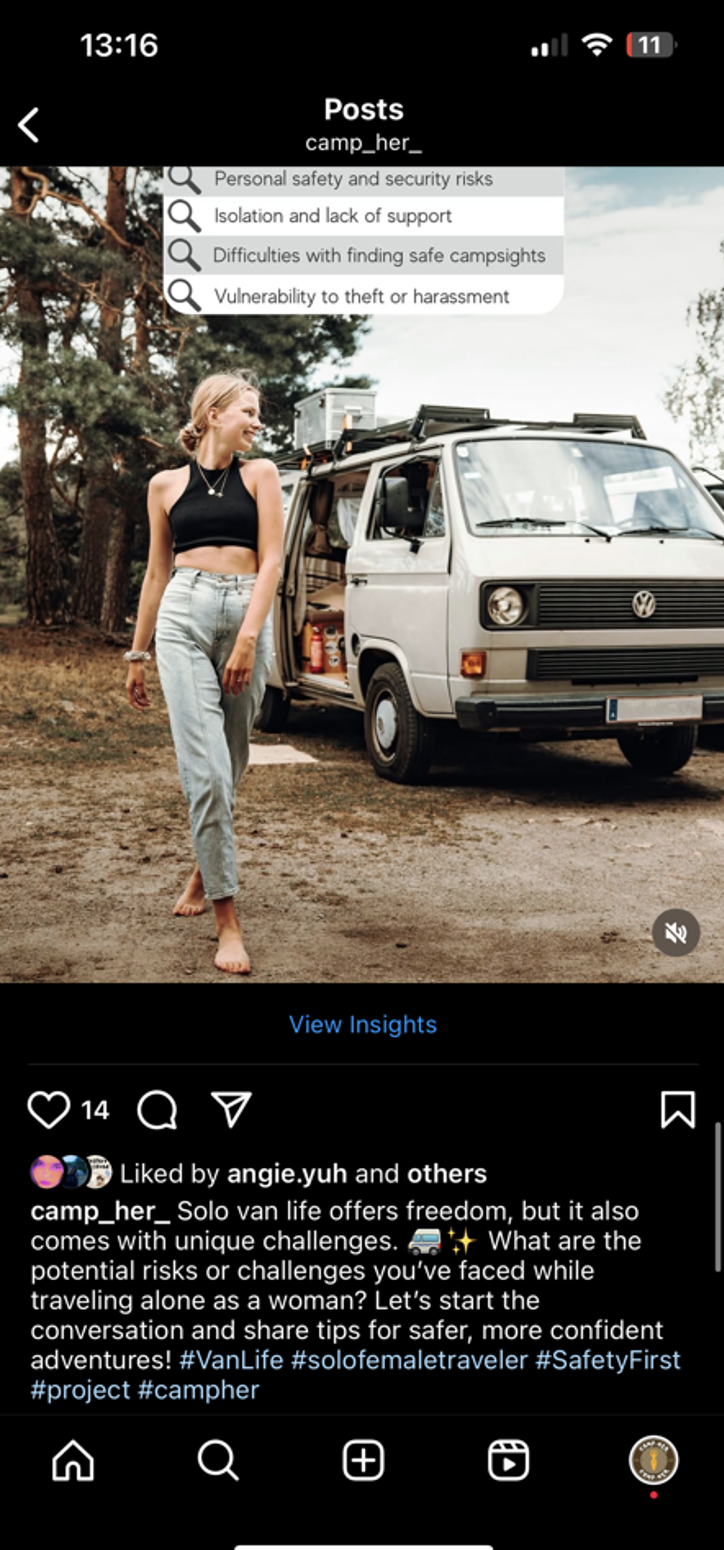 13:16
11
Posts
camp_her_
Personal safety and security risks
Isolation and lack of support
Difficulties with finding safe campsights
Vulnerability to theft or harassment
View Insights
14
Liked by angie.yuh and others
camp_her_ Solo van life offers freedom, but it also
comes with unique challenges. 🚐✨ What are the
potential risks or challenges you’ve faced while
traveling alone as a woman? Let’s start the
conversation and share tips for safer, more confident
adventures! #VanLife #solofemaletraveler #SafetyFirst
#project #campher